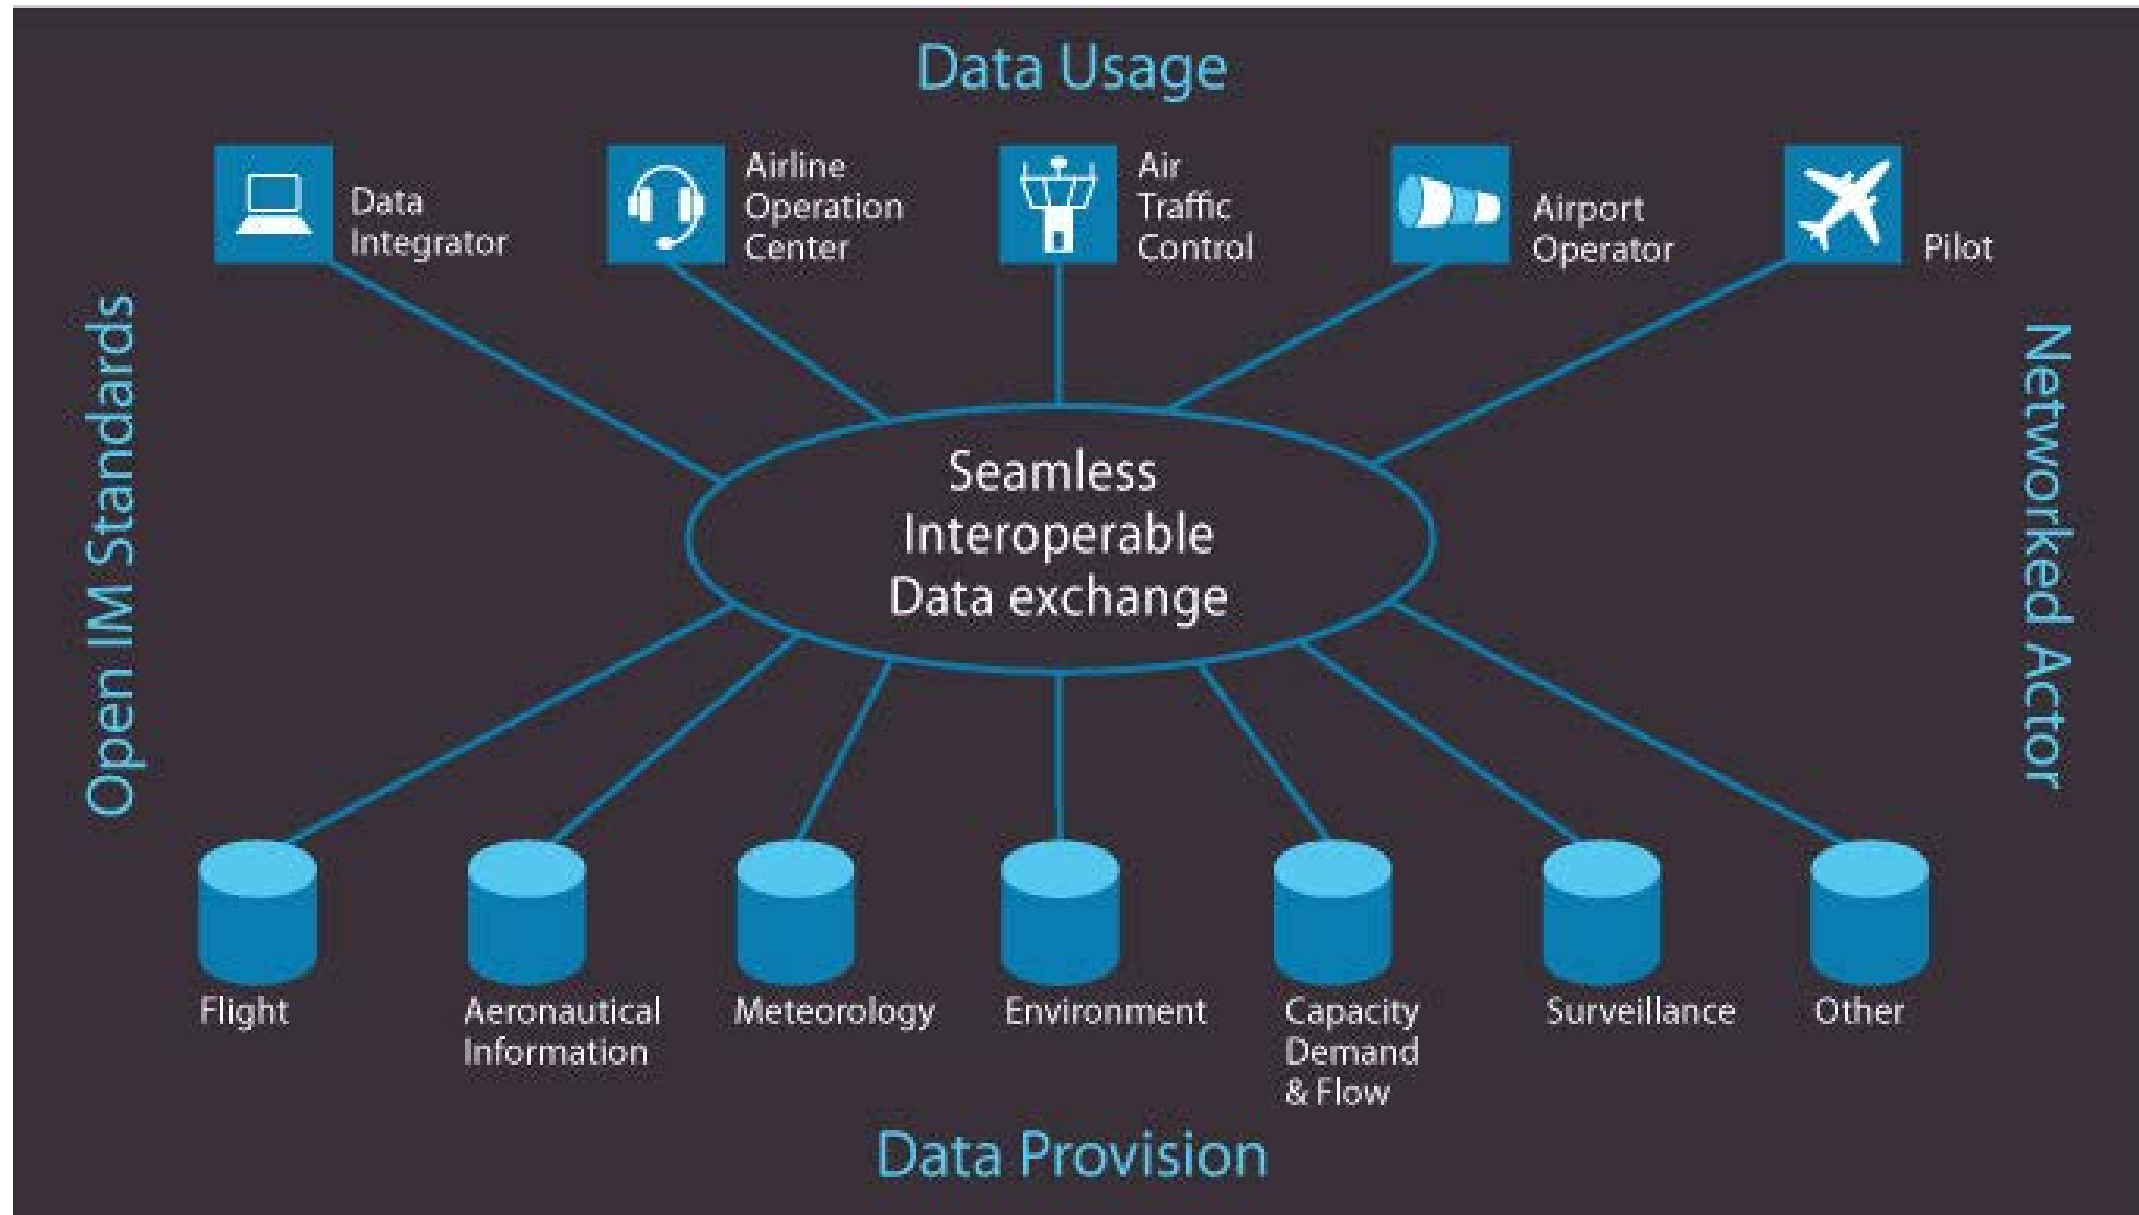 Data Usage
Data
Integrator
Airline
Operation
Center
Air
Traffic
Control
Airport
Operator
Pilot
Open IM Standards
Networked Actor
Seamless
Interoperable
Data exchange
Flight
Aeronautical
Information
Meteorology
Environment
Capacity
Demand
& Flow
Surveillance
Other
Data Provision